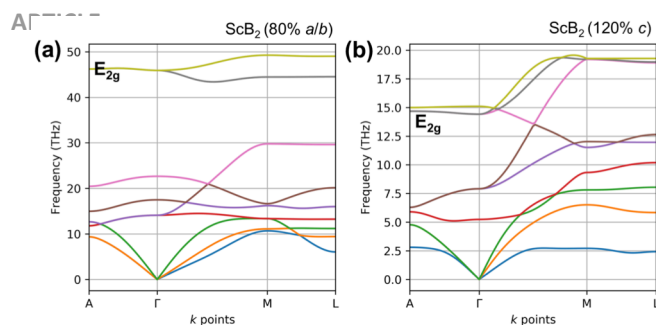 ScB₂ (80% a/b)
(a)
E₂g
Frequency (THz)
50
40
30
20
10
0
A
Γ
M
L
k points
ScB₂ (120% c)
(b)
E₂g
Frequency (THz)
20.0
17.5
15.0
12.5
10.0
7.5
5.0
2.5
0.0
A
Γ
M
L
k points